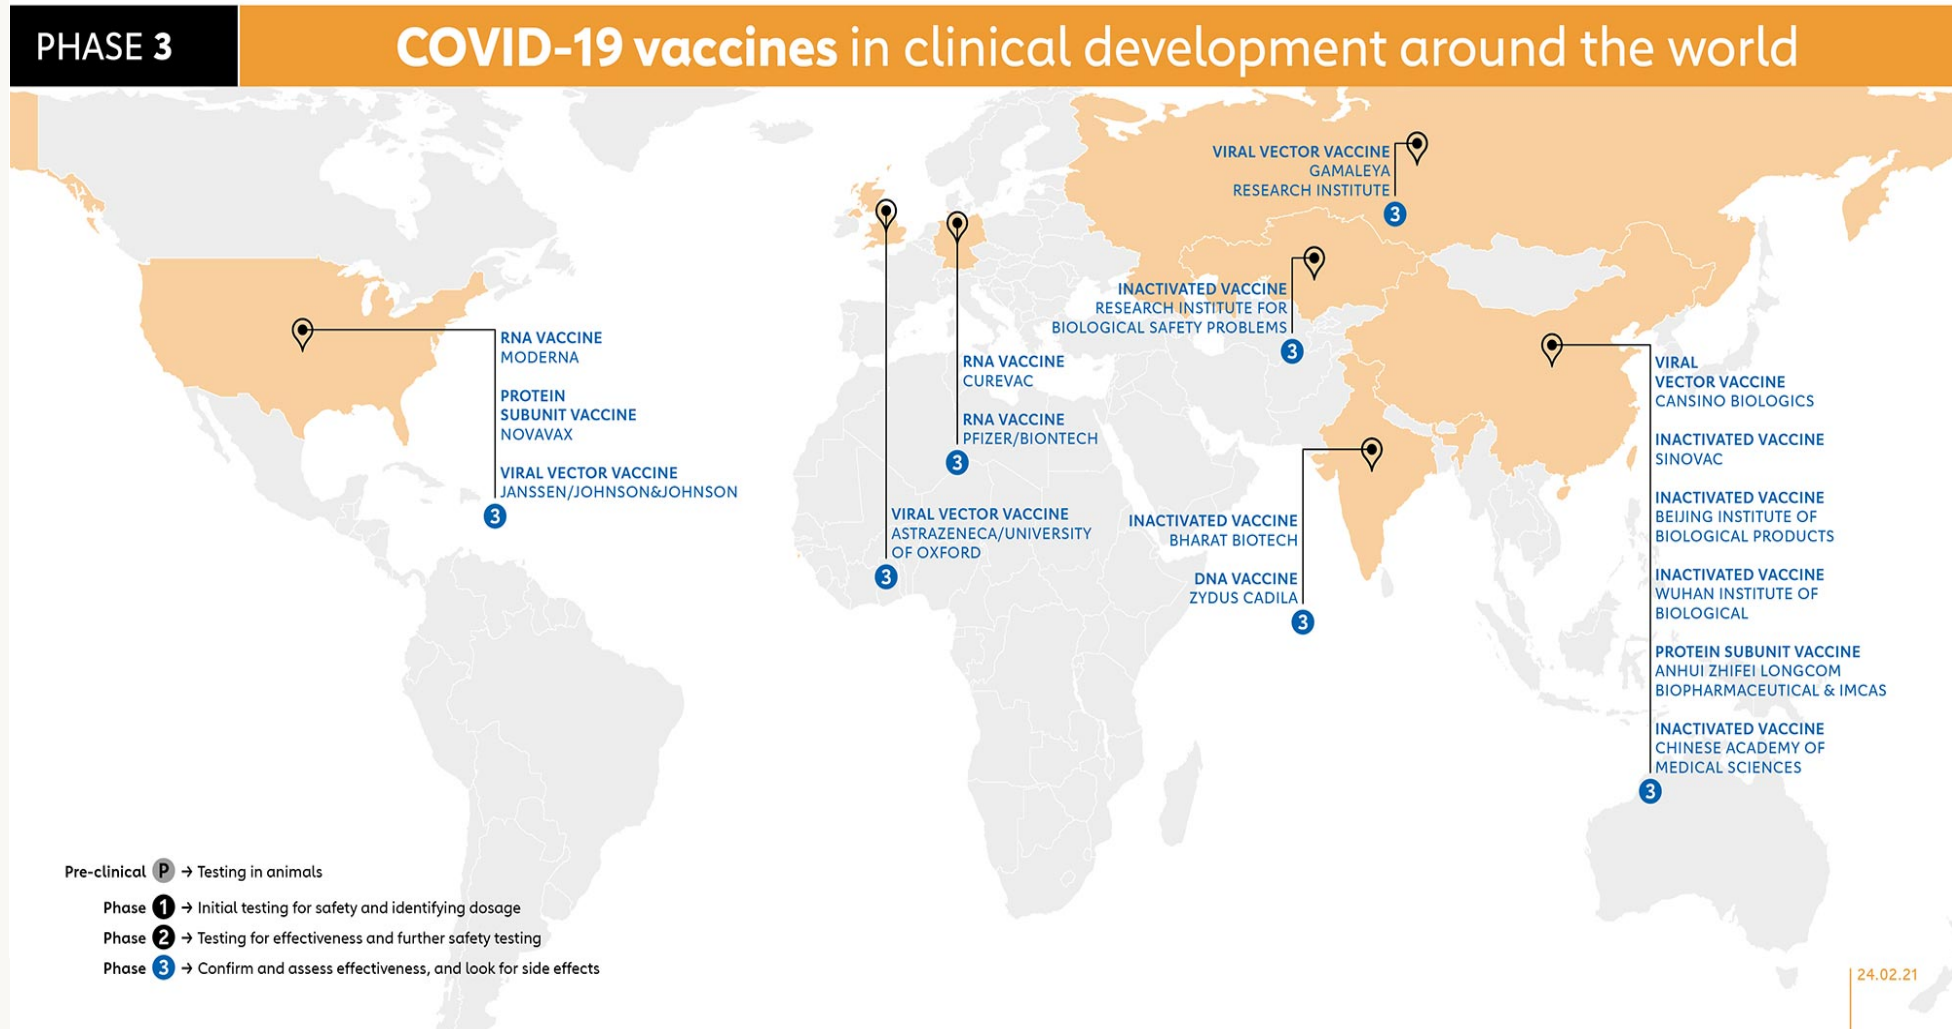 PHASE 3
COVID-19 vaccines in clinical development around the world
RNA VACCINE
MODERNA
PROTEIN
SUBUNIT VACCINE
NOVAVAX
VIRAL VECTOR VACCINE
JANSSEN/JOHNSON&JOHNSON
3
VIRAL VECTOR VACCINE
ASTRAZENECA/UNIVERSITY
OF OXFORD
3
RNA VACCINE
CUREVAC
RNA VACCINE
PFIZER/BIONTECH
3
VIRAL VECTOR VACCINE
GAMALEYA
RESEARCH INSTITUTE
3
INACTIVATED VACCINE
RESEARCH INSTITUTE FOR
BIOLOGICAL SAFETY PROBLEMS
3
INACTIVATED VACCINE
BHARAT BIOTECH
DNA VACCINE
ZYDUS CADILA
3
VIRAL
VECTOR VACCINE
CANSINO BIOLOGICS
INACTIVATED VACCINE
SINOVAC
INACTIVATED VACCINE
BEIJING INSTITUTE OF
BIOLOGICAL PRODUCTS
INACTIVATED VACCINE
WUHAN INSTITUTE OF
BIOLOGICAL
PROTEIN SUBUNIT VACCINE
ANHUI ZHIFEI LONGCOM
BIOPHARMACEUTICAL & IMCAS
INACTIVATED VACCINE
CHINESE ACADEMY OF
MEDICAL SCIENCES
3
Pre-clinical P → Testing in animals
Phase 1 → Initial testing for safety and identifying dosage
Phase 2 → Testing for effectiveness and further safety testing
Phase 3 → Confirm and assess effectiveness, and look for side effects
24.02.21